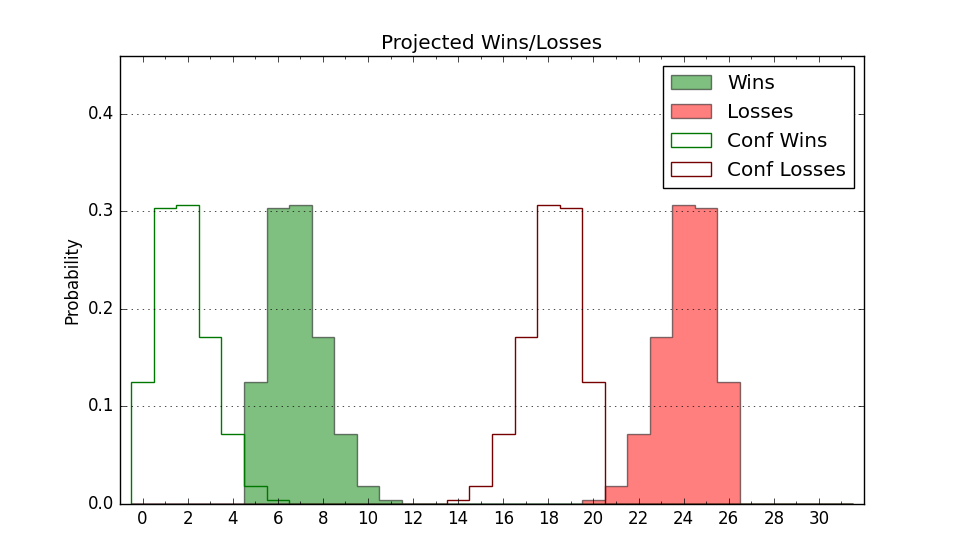 Projected Wins/Losses
Wins
Losses
Conf Wins
Conf Losses
Probability
0.4
0.3
0.2
0.1
0.0
0 2 4 6 8 10 12 14 16 18 20 22 24 26 28 30